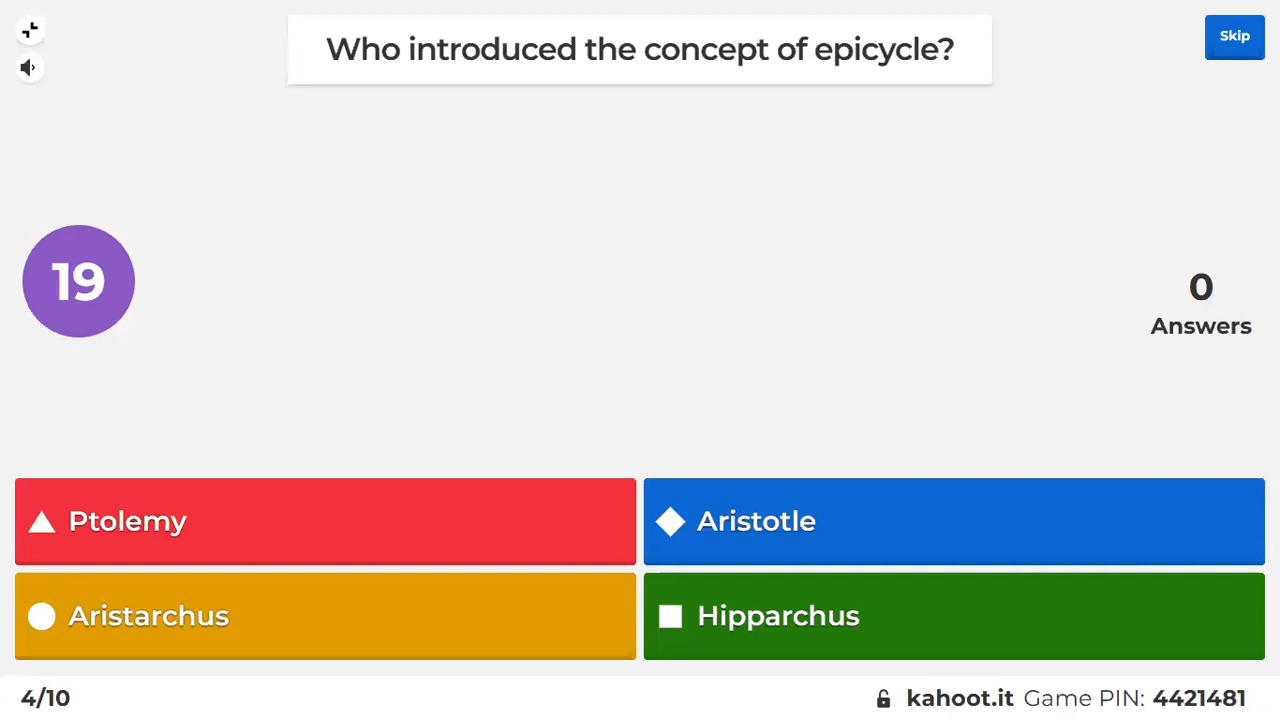 Who introduced the concept of epicycle?
Skip
19
0
Answers
Ptolemy
Aristotle
Aristarchus
Hipparchus
4/10
kahoot.it Game PIN: 4421481